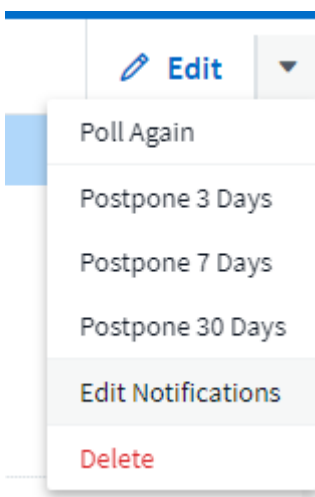 Edit
Poll Again
Postpone 3 Days
Postpone 7 Days
Postpone 30 Days
Edit Notifications
Delete